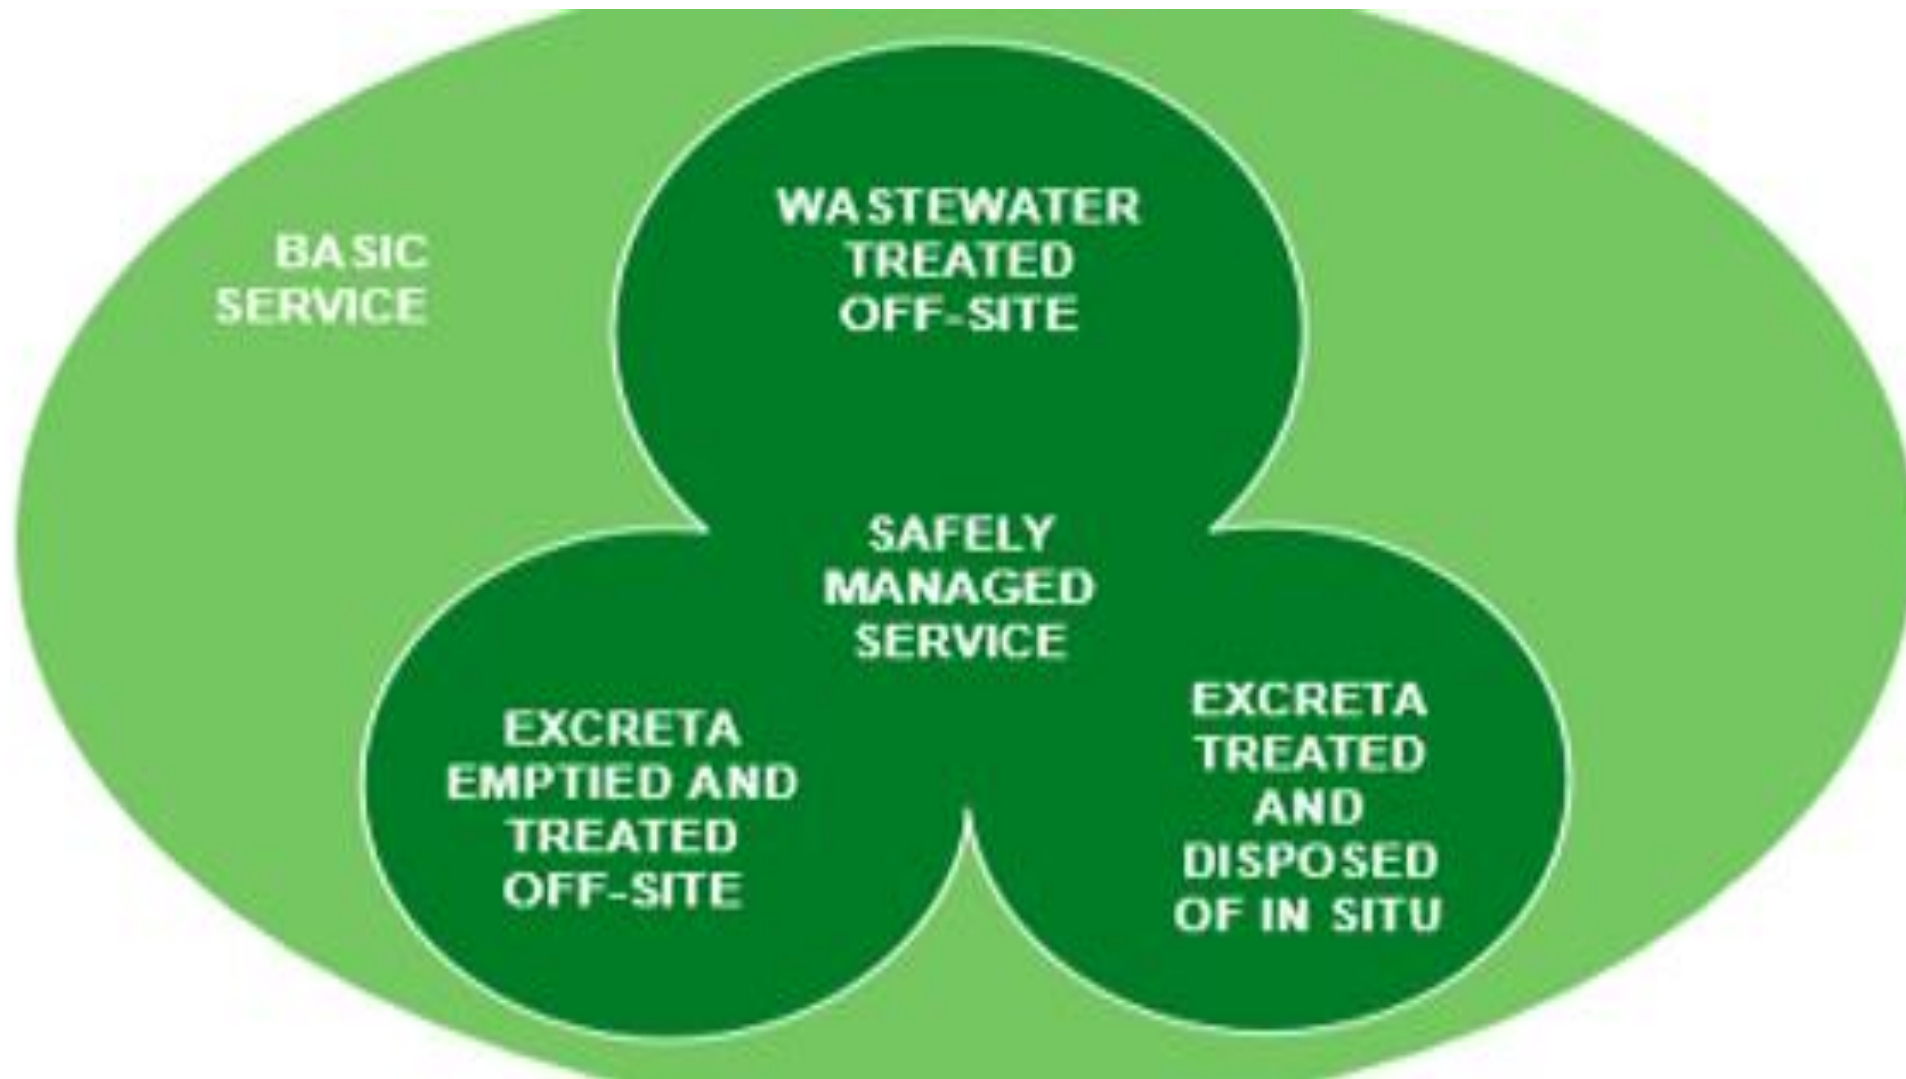 BASIC
SERVICE
WASTEWATER
TREATED
OFF-SITE
SAFELY
MANAGED
SERVICE
EXCRETA
EMPTIED AND
TREATED
OFF-SITE
EXCRETA
TREATED
AND
DISPOSED
OF IN SITU